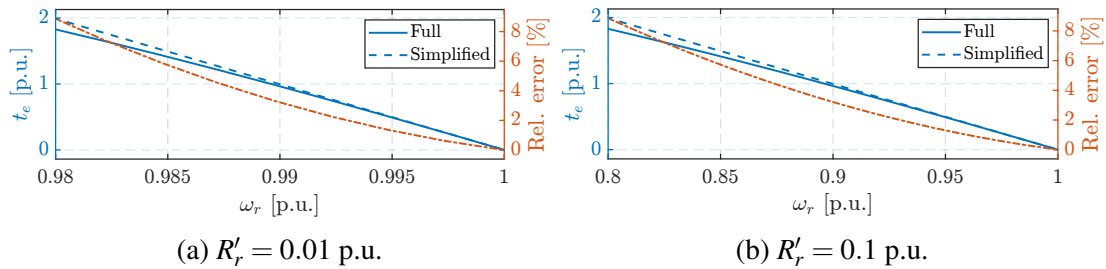 t_e [p.u.]
2
1
0
Full
Simplified
8
6
4
2
0
Rel. error [%]
0.98 0.985 0.99 0.995 1
ω_r [p.u.]
(a) R′_r = 0.01 p.u.
t_e [p.u.]
2
1
0
Full
Simplified
8
6
4
2
0
Rel. error [%]
0.8 0.85 0.9 0.95 1
ω_r [p.u.]
(b) R′_r = 0.1 p.u.